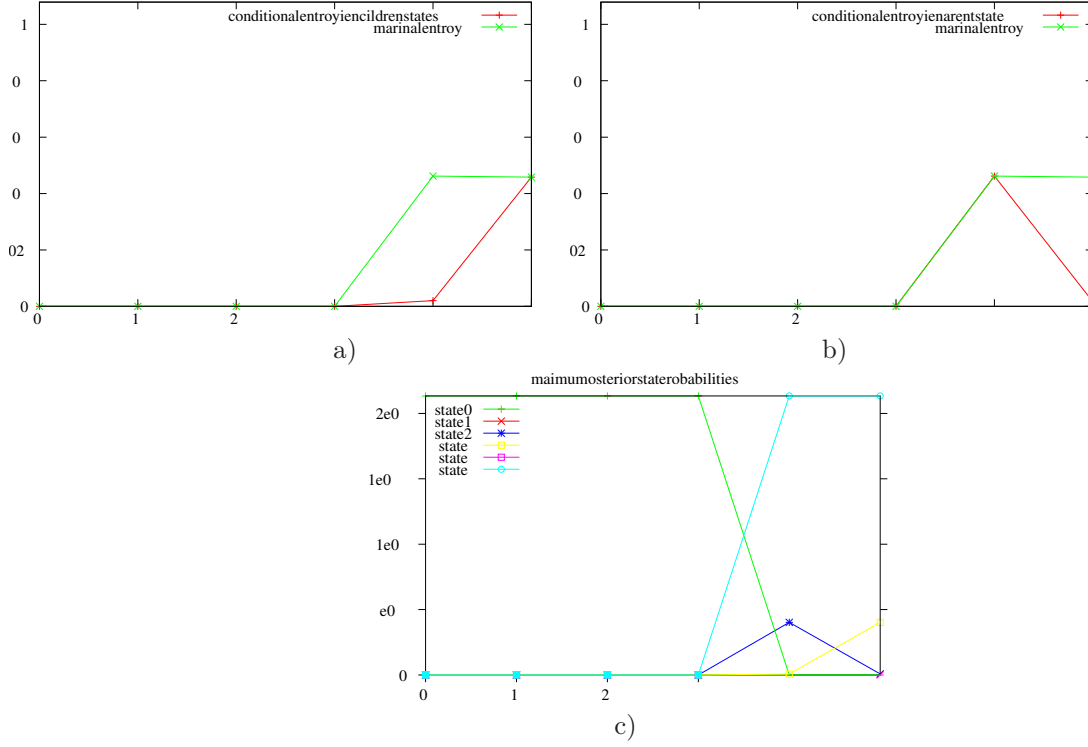 1
0
0
0
02
0
0
1
2
conditionalentroyiencildrenstates
marinalentroy
a)
1
0
0
0
02
0
0
1
2
conditionalentroyienarentstate
marinalentroy
b)
maimumosteriorstaterobabilities
2e0
1e0
1e0
e0
0
state0
state1
state2
state
state
state
0
1
2
c)